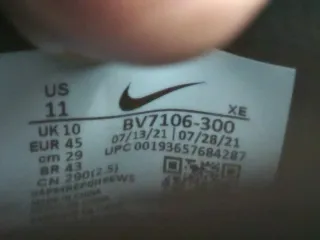 US
11
XE
UK 10
BV7106-300
EUR 45
07/13/21 | 07/28/21
cm 29
UPC 00193657684287
BR 43
CN 290(2.5)